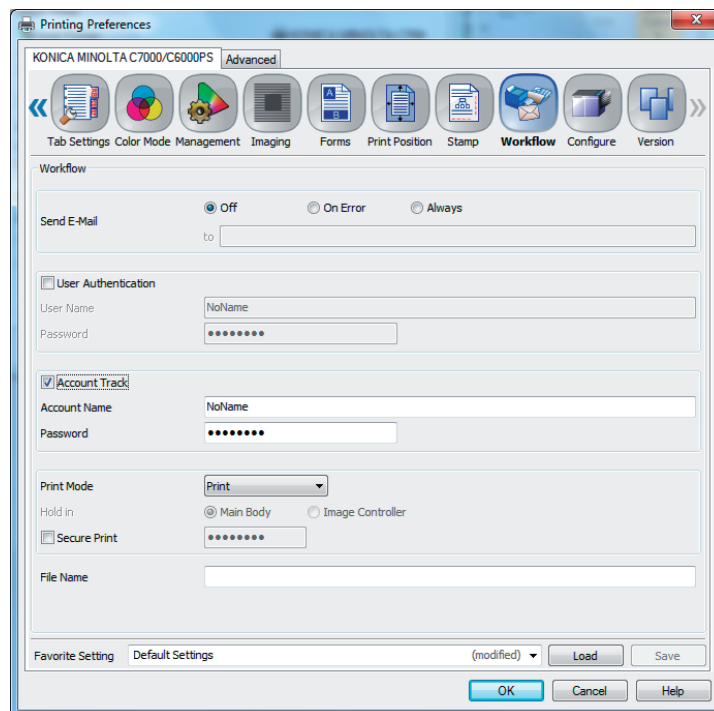 Printing Preferences
KONICA MINOLTA C7000/C6000PS Advanced
Tab Settings Color Mode Management Imaging Forms Print Position Stamp Workflow Configure Version
A
B
Workflow
Send E-Mail Off On Error Always
to
User Authentication
User Name NoName
Password ●●●●●●●●
Account Track
Account Name NoName
Password ●●●●●●●●
Print Mode Print
Hold in Main Body Image Controller
Secure Print ●●●●●●●●
File Name
Favorite Setting Default Settings (modified) Load Save
OK Cancel Help